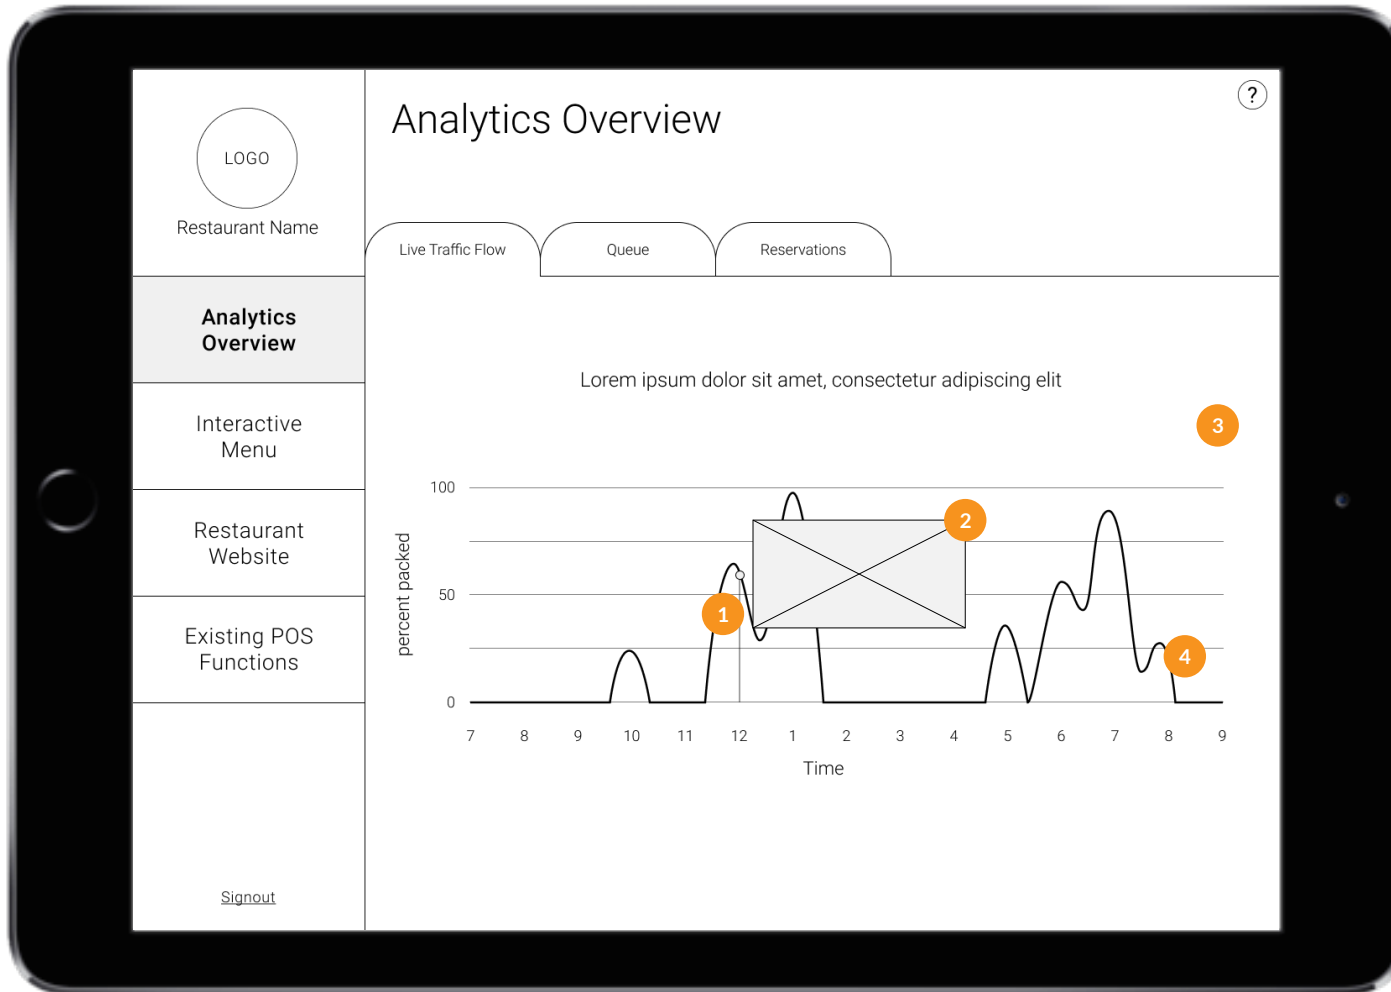 LOGO
Restaurant Name
Analytics
Overview
Interactive
Menu
Restaurant
Website
Existing POS
Functions
Signout
Analytics Overview
?
Live Traffic Flow
Queue
Reservations
Lorem ipsum dolor sit amet, consectetur adipiscing elit
3
100
2
50
1
4
0
percent packed
7 8 9 10 11 12 1 2 3 4 5 6 7 8 9
Time